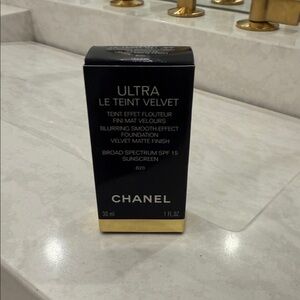 ULTRA
LE TEINT VELVET
TEINT EFFET FLOUTEUR
FINI MAT VELOURS
BLURRING SMOOTH-EFFECT
FOUNDATION
VELVET MATTE FINISH
BROAD SPECTRUM SPF 15
SUNSCREEN
CHANEL
30 ml
1 FL.OZ.